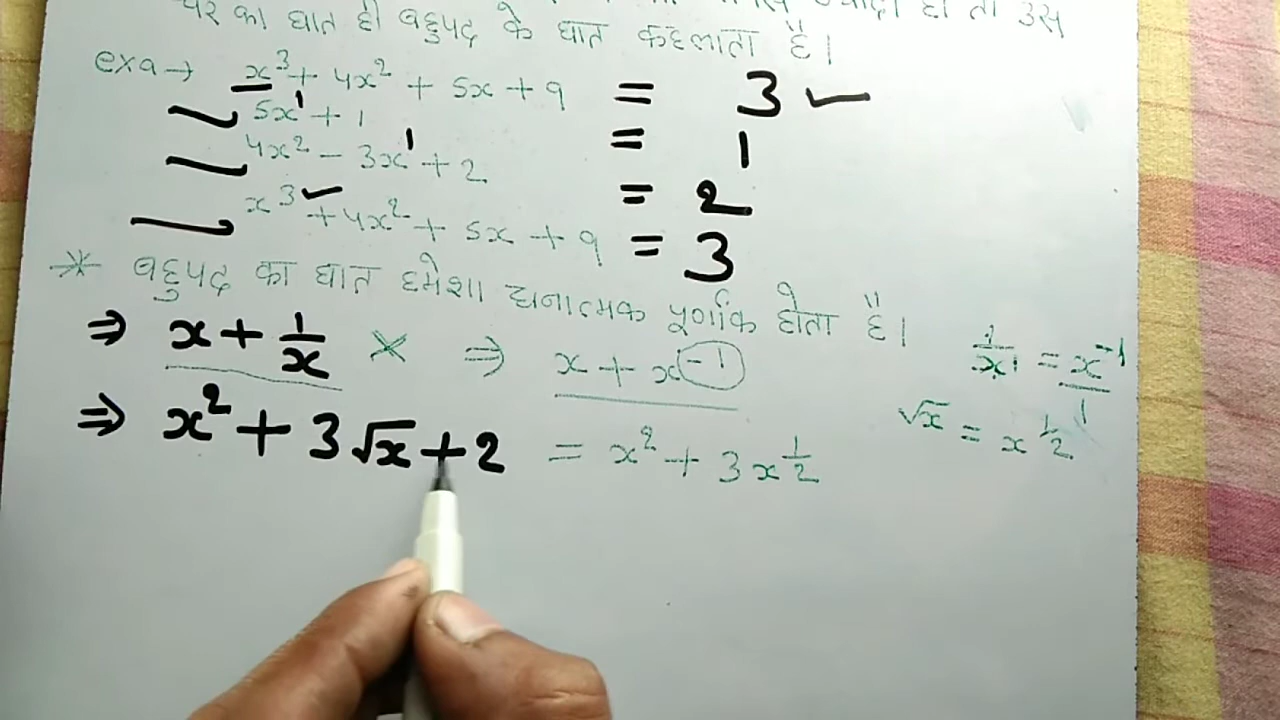 चर का घात ही बहुपद के घात कहलाता है।
exa→ x³ + 4x² + 5x + 9 = 3 ✓
5x¹ + 1 = 1
4x² − 3x¹ + 2 = 2
x³ ✓ + 4x² + 5x + 9 = 3
* बहुपद का घात हमेशा धनात्मक पूर्णांक होता है।
⇒ x + 1/x × ⇒ x + x⁻¹
1/x¹ = x⁻¹
⇒ x² + 3√x + 2 = x² + 3x^½
√x = x^½